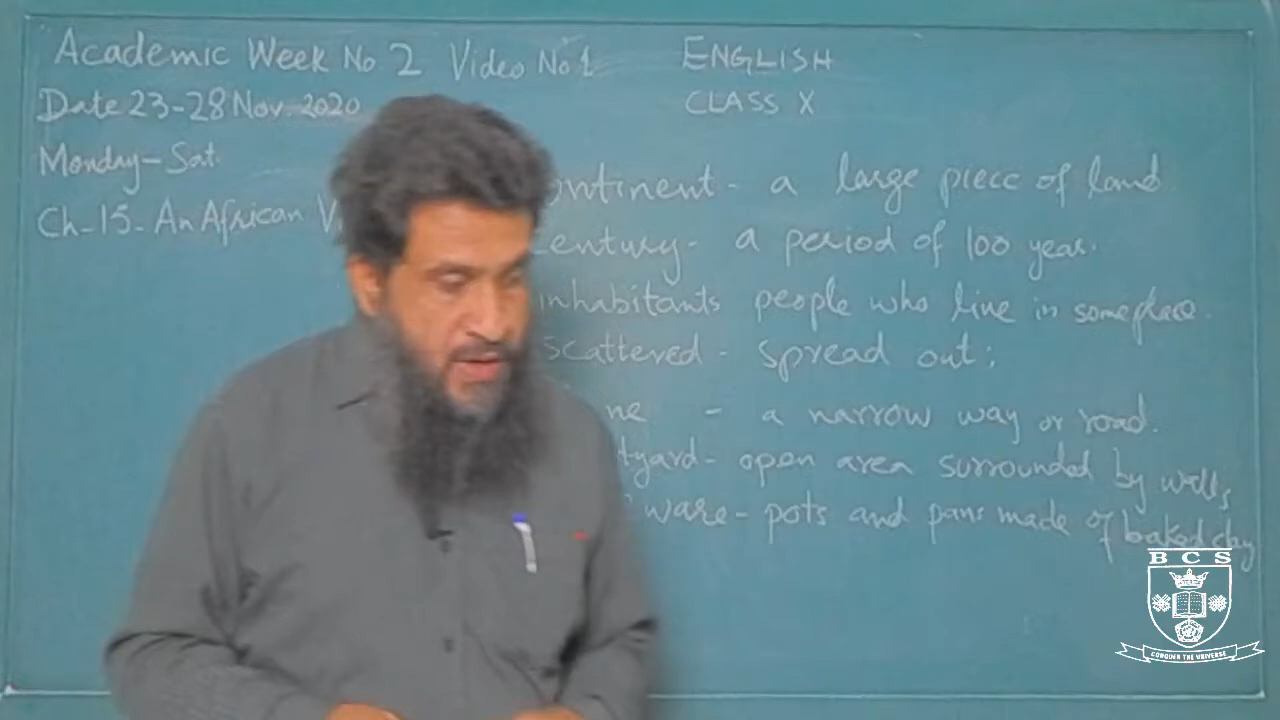 Academic Week No 2 Video No 1
ENGLISH
Date 23-28 Nov. 2020
CLASS X
Monday-Sat.
Ch-15- An African V
ontinent - a large piece of land
entury - a period of 100 year.
inhabitants people who live in some place.
scattered - spread out;
ne - a narrow way or road.
tyard - open area surrounded by walls
ware - pots and pans made of baked clay
BCS
CONQUER THE UNIVERSE